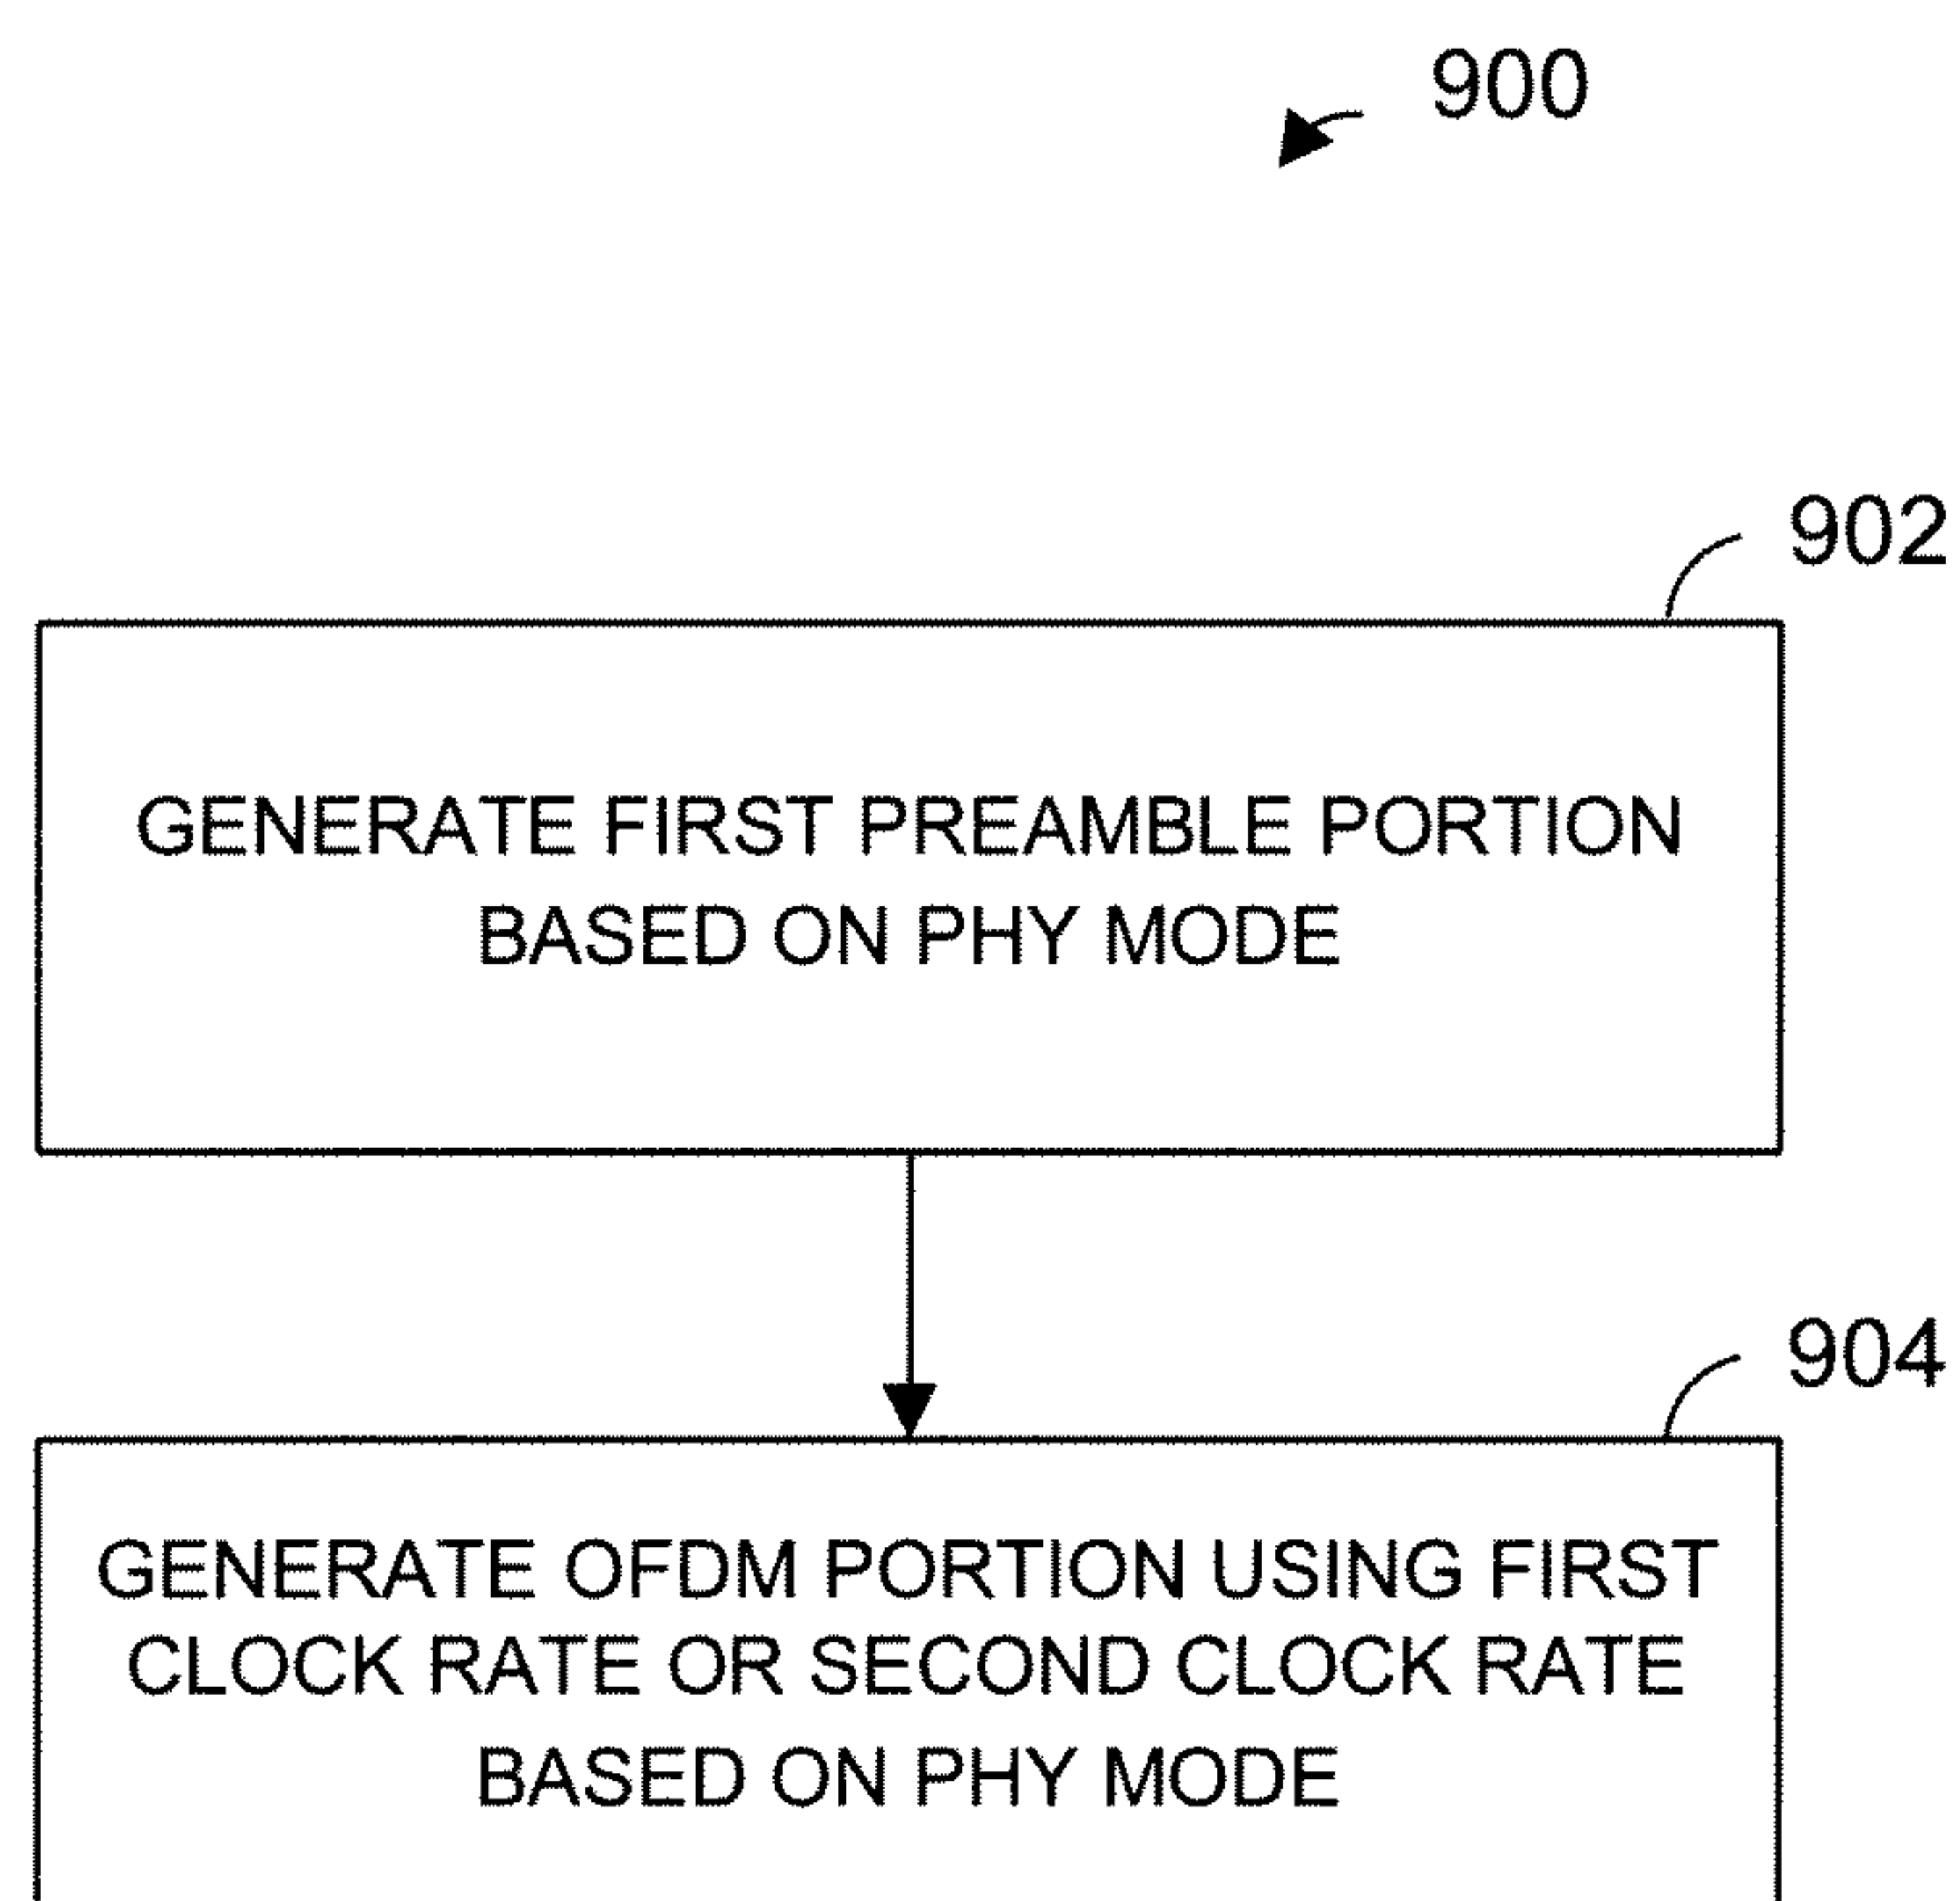 900
902
GENERATE FIRST PREAMBLE PORTION
BASED ON PHY MODE
904
GENERATE OFDM PORTION USING FIRST
CLOCK RATE OR SECOND CLOCK RATE
BASED ON PHY MODE